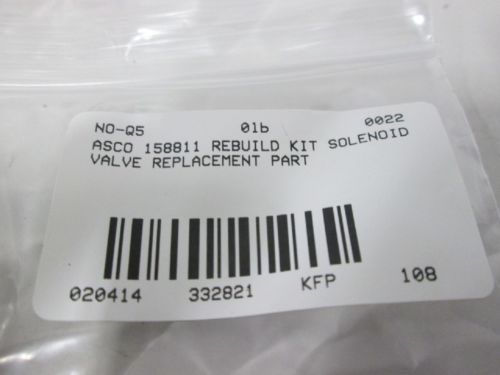 NO-Q5 01b 0022
ASCO 158811 REBUILD KIT SOLENOID
VALVE REPLACEMENT PART
020414 332821 KFP 108